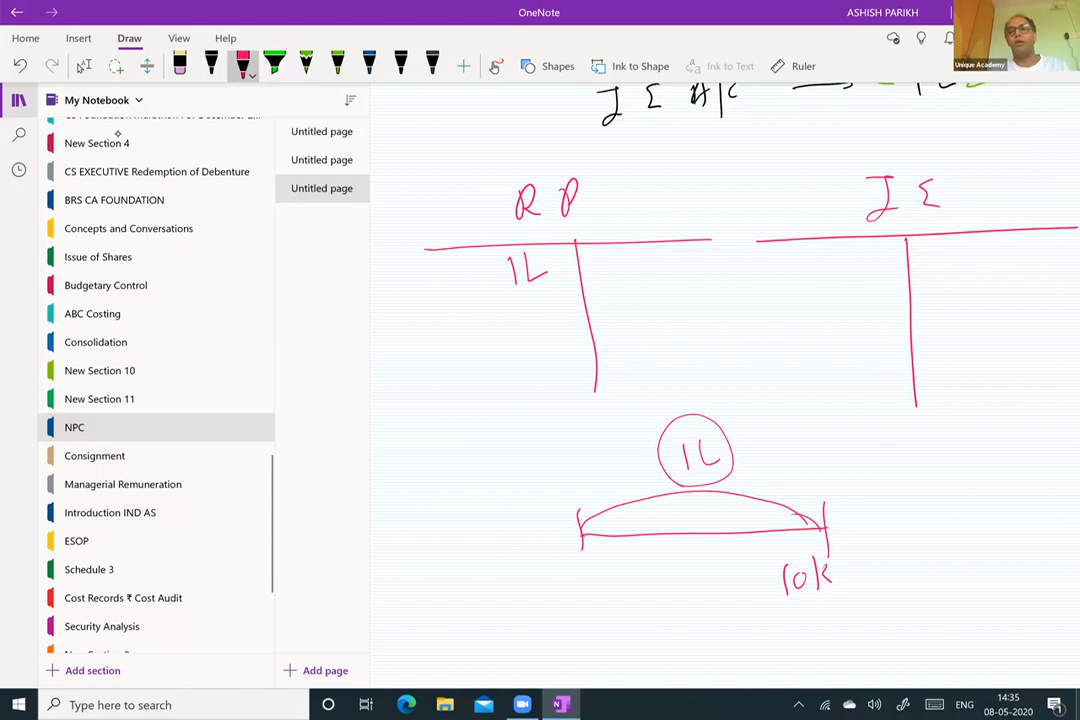 OneNote
ASHISH PARIKH
Unique Academy
Home Insert Draw View Help
Shapes Ink to Shape Ink to Text Ruler
My Notebook
New Section 4
CS EXECUTIVE Redemption of Debenture
BRS CA FOUNDATION
Concepts and Conversations
Issue of Shares
Budgetary Control
ABC Costing
Consolidation
New Section 10
New Section 11
NPC
Consignment
Managerial Remuneration
Introduction IND AS
ESOP
Schedule 3
Cost Records ₹ Cost Audit
Security Analysis
Add section
Untitled page
Untitled page
Untitled page
Add page
I E A/c
R P
I E
1L
1L
10K
Type here to search
ENG
14:35
08-05-2020